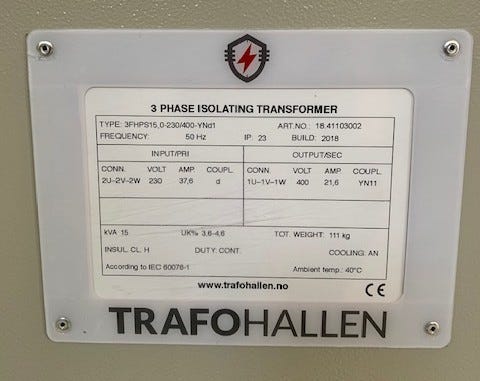 3 PHASE ISOLATING TRANSFORMER
TYPE: 3FHPS15,0-230/400-YNd1 ART.NO.: 18.41103002
FREQUENCY: 50 Hz IP: 23 BUILD: 2018
INPUT/PRI OUTPUT/SEC
CONN. VOLT AMP. COUPL. CONN. VOLT AMP. COUPL.
2U–2V–2W 230 37,6 d 1U–1V–1W 400 21,6 YN11
kVA 15 UK% 3,6-4,6 TOT. WEIGHT: 111 kg
INSUL. CL. H DUTY: CONT. COOLING: AN
According to IEC 60076-1 Ambient temp.: 40°C
www.trafohallen.no CE
TRAFOHALLEN